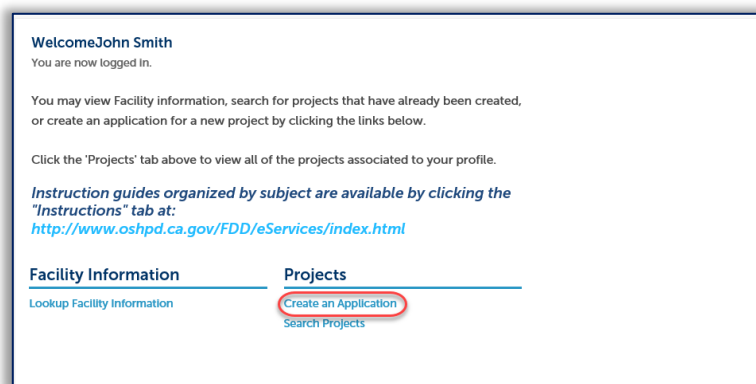 WelcomeJohn Smith
You are now logged in.
You may view Facility information, search for projects that have already been created,
or create an application for a new project by clicking the links below.
Click the 'Projects' tab above to view all of the projects associated to your profile.
Instruction guides organized by subject are available by clicking the
"Instructions" tab at:
http://www.oshpd.ca.gov/FDD/eServices/index.html
Facility Information
Lookup Facility Information
Projects
Create an Application
Search Projects